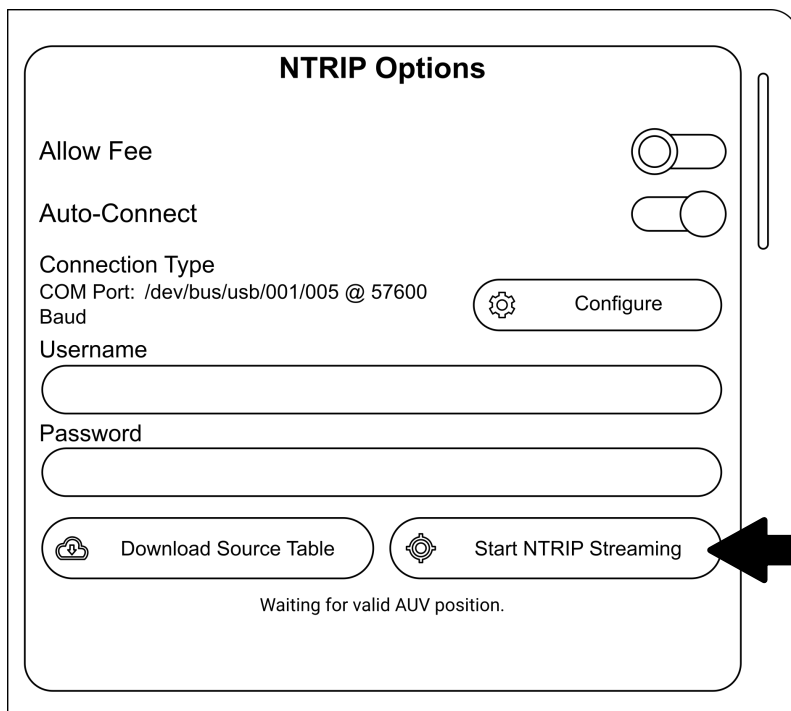 NTRIP Options
Allow Fee
Auto-Connect
Connection Type
COM Port: /dev/bus/usb/001/005 @ 57600
Baud
Configure
Username
Password
Download Source Table
Start NTRIP Streaming
Waiting for valid AUV position.